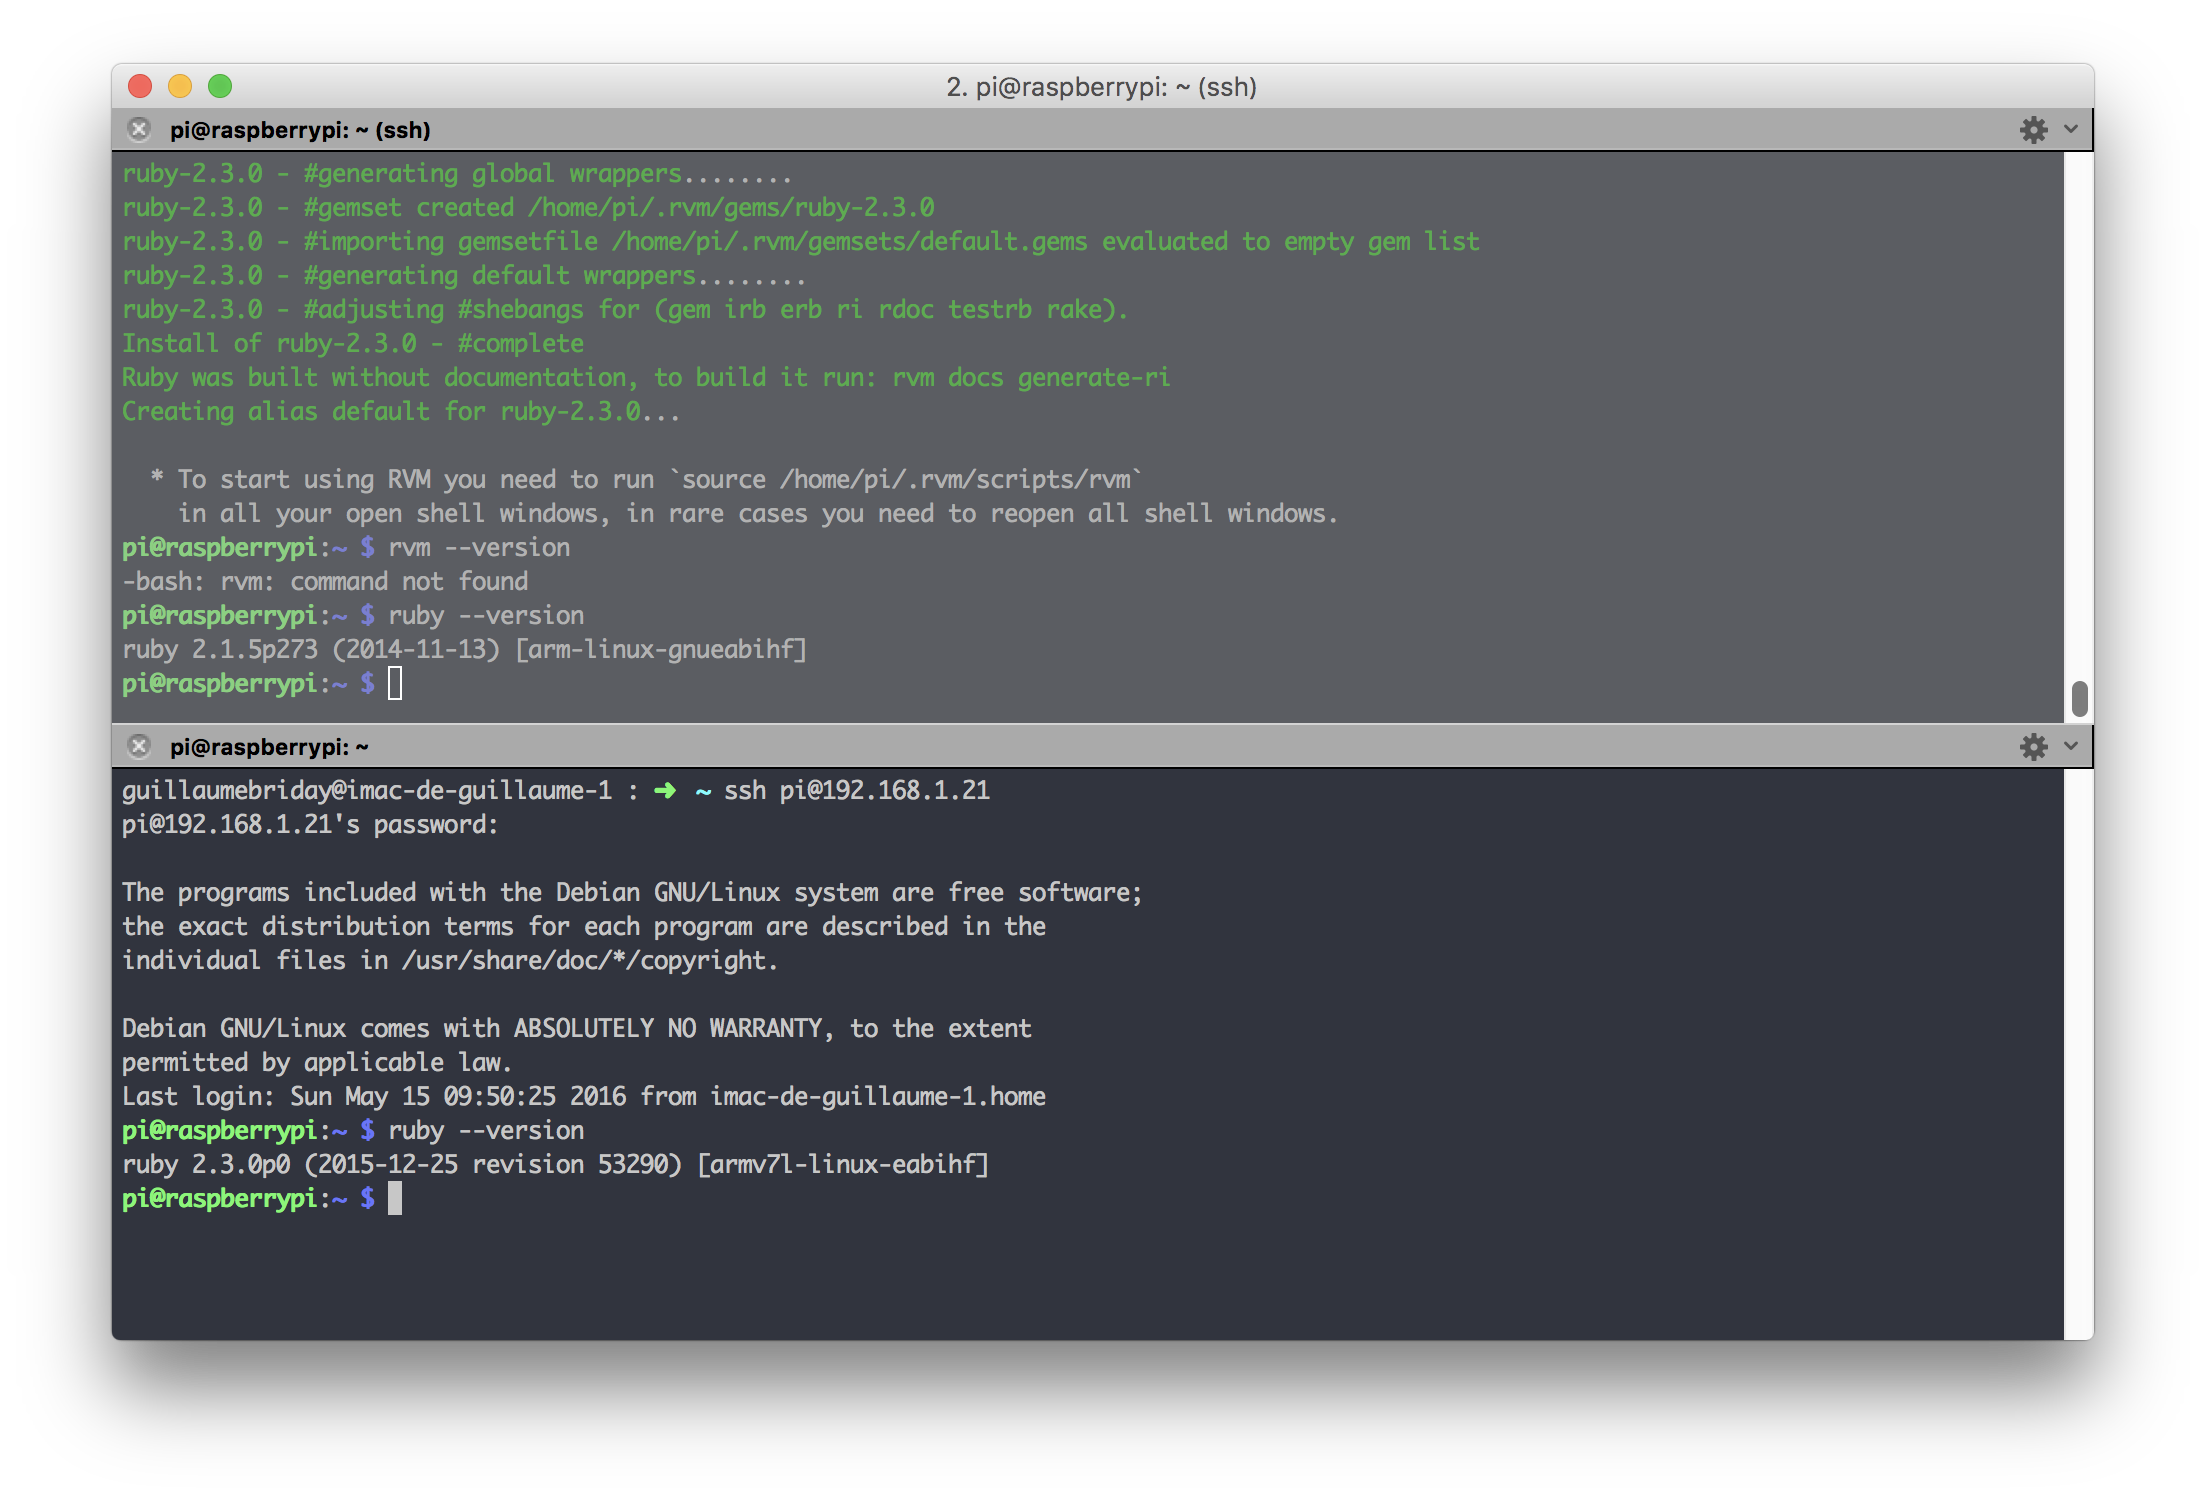 2. pi@raspberrypi: ~ (ssh)
pi@raspberrypi: ~ (ssh)
ruby-2.3.0 - #generating global wrappers........
ruby-2.3.0 - #gemset created /home/pi/.rvm/gems/ruby-2.3.0
ruby-2.3.0 - #importing gemsetfile /home/pi/.rvm/gemsets/default.gems evaluated to empty gem list
ruby-2.3.0 - #generating default wrappers........
ruby-2.3.0 - #adjusting #shebangs for (gem irb erb ri rdoc testrb rake).
Install of ruby-2.3.0 - #complete
Ruby was built without documentation, to build it run: rvm docs generate-ri
Creating alias default for ruby-2.3.0...
  * To start using RVM you need to run `source /home/pi/.rvm/scripts/rvm`
    in all your open shell windows, in rare cases you need to reopen all shell windows.
pi@raspberrypi:~ $ rvm --version
-bash: rvm: command not found
pi@raspberrypi:~ $ ruby --version
ruby 2.1.5p273 (2014-11-13) [arm-linux-gnueabihf]
pi@raspberrypi:~ $
pi@raspberrypi: ~
guillaumebriday@imac-de-guillaume-1 : ➜ ~ ssh pi@192.168.1.21
pi@192.168.1.21's password:
The programs included with the Debian GNU/Linux system are free software;
the exact distribution terms for each program are described in the
individual files in /usr/share/doc/*/copyright.
Debian GNU/Linux comes with ABSOLUTELY NO WARRANTY, to the extent
permitted by applicable law.
Last login: Sun May 15 09:50:25 2016 from imac-de-guillaume-1.home
pi@raspberrypi:~ $ ruby --version
ruby 2.3.0p0 (2015-12-25 revision 53290) [armv7l-linux-eabihf]
pi@raspberrypi:~ $